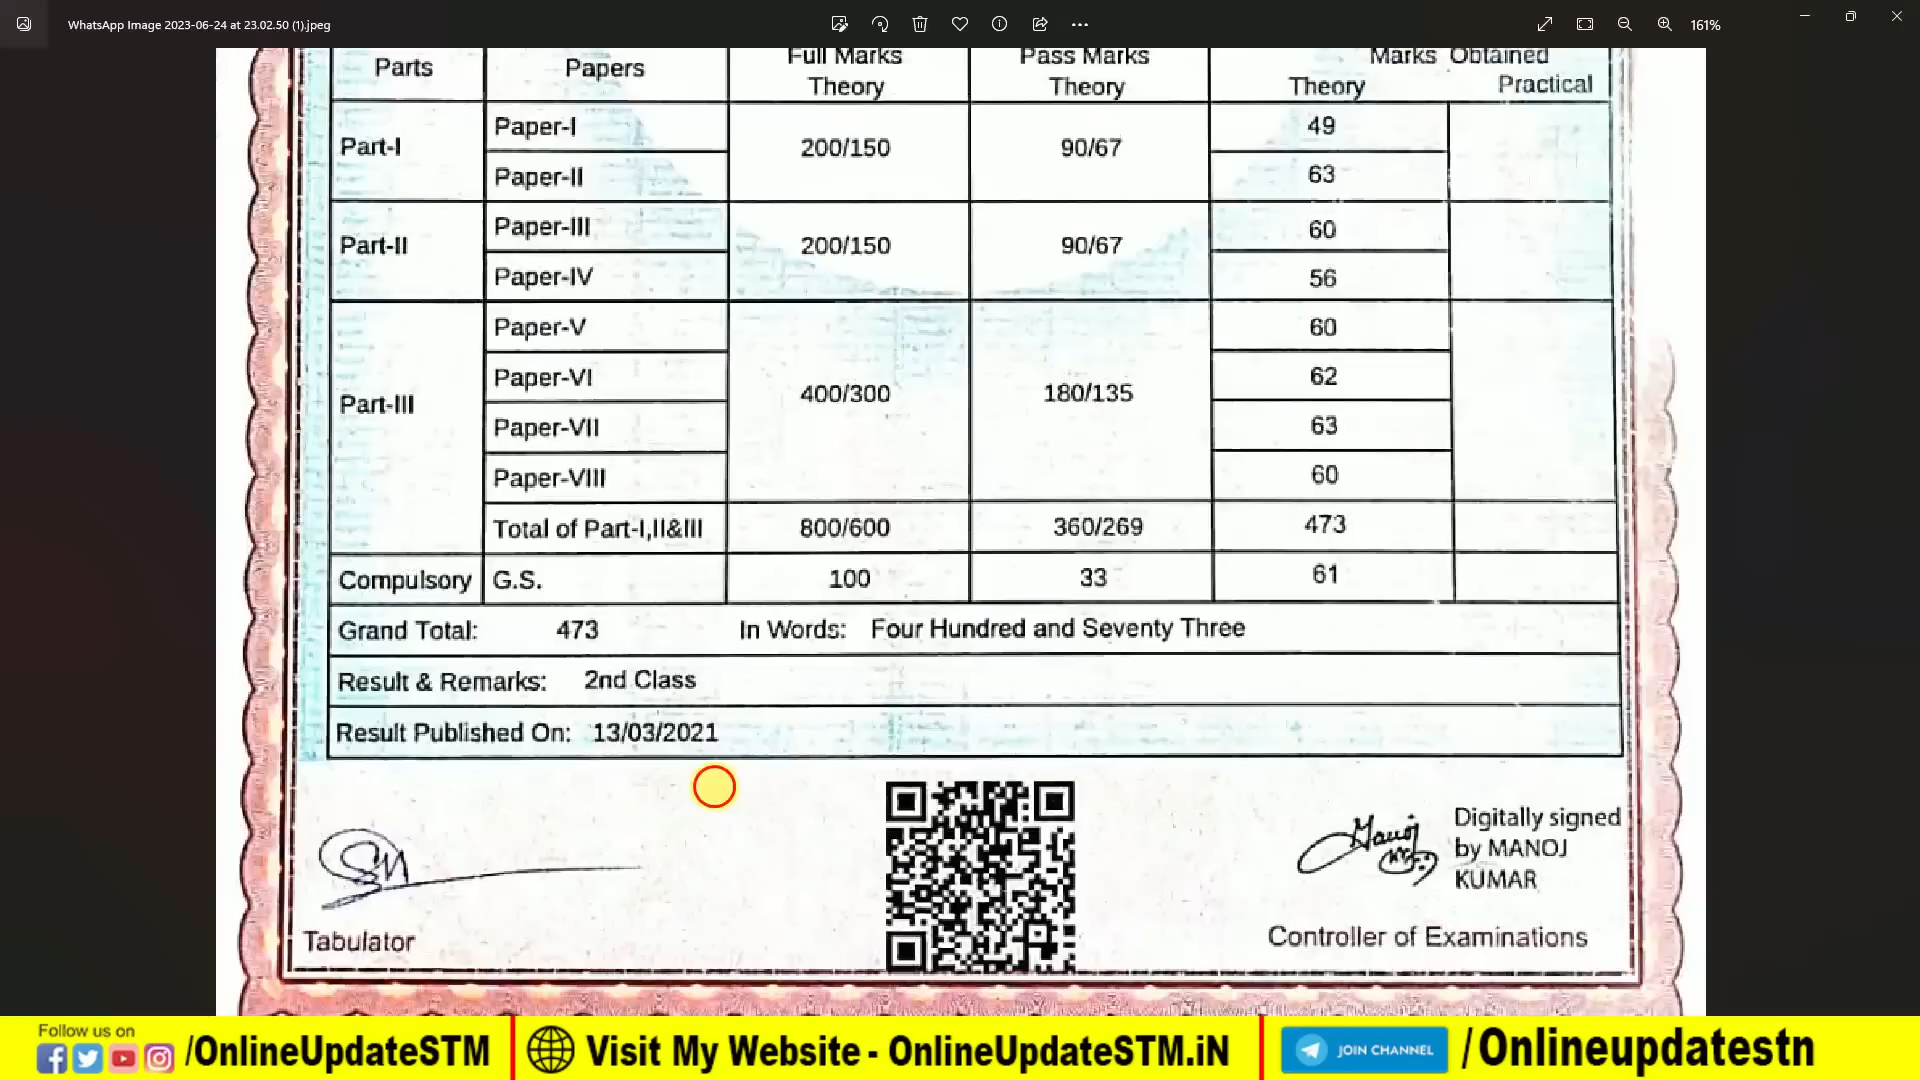 WhatsApp Image 2023-06-24 at 23.02.50 (1).jpeg
161%
Parts Papers Full Marks Theory Pass Marks Theory Marks Obtained
Theory Practical
Part-I Paper-I 200/150 90/67 49
Paper-II 63
Part-II Paper-III 200/150 90/67 60
Paper-IV 56
Part-III Paper-V 400/300 180/135 60
Paper-VI 62
Paper-VII 63
Paper-VIII 60
Total of Part-I,II&III 800/600 360/269 473
Compulsory G.S. 100 33 61
Grand Total: 473 In Words: Four Hundred and Seventy Three
Result & Remarks: 2nd Class
Result Published On: 13/03/2021
Digitally signed
by MANOJ
KUMAR
Tabulator
Controller of Examinations
Follow us on
/OnlineUpdateSTM
Visit My Website - OnlineUpdateSTM.iN
JOIN CHANNEL
/Onlineupdatestn